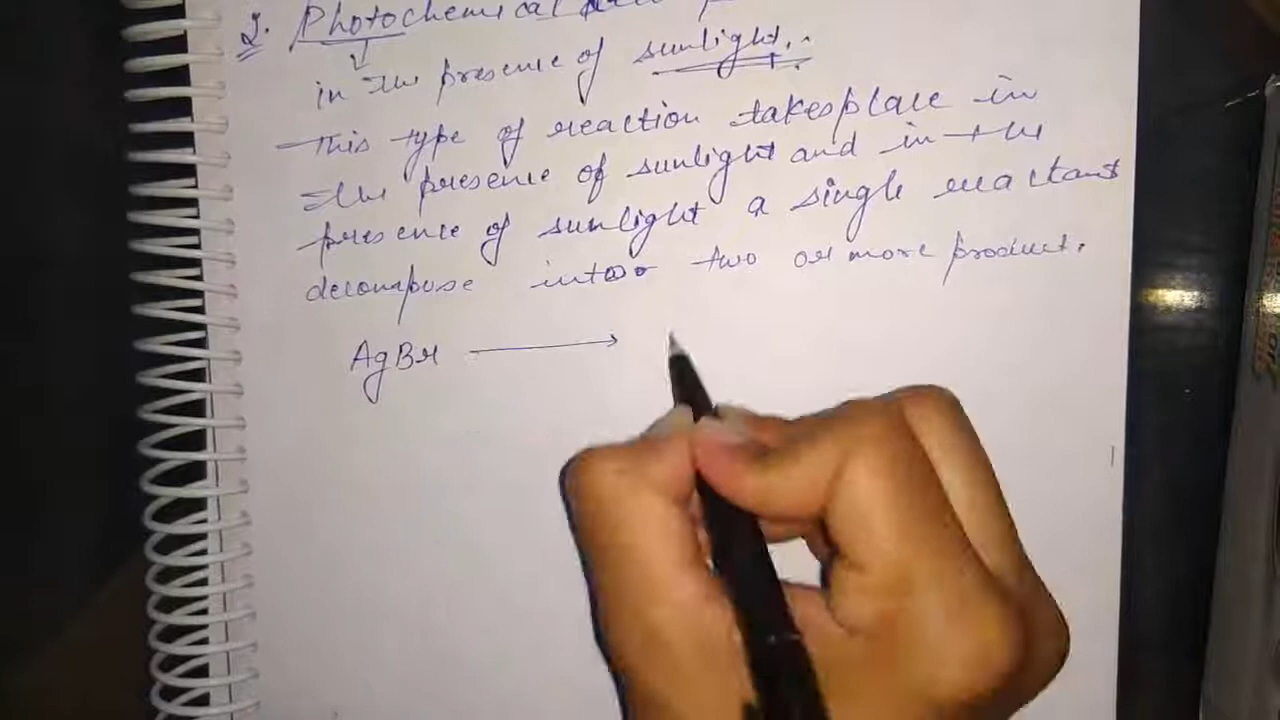 2. Photochemical
in the presence of sunlight.
This type of reaction takesplace in
the presence of sunlight and in the
presence of sunlight a single reactant
decompose into two or more product.
AgBr →